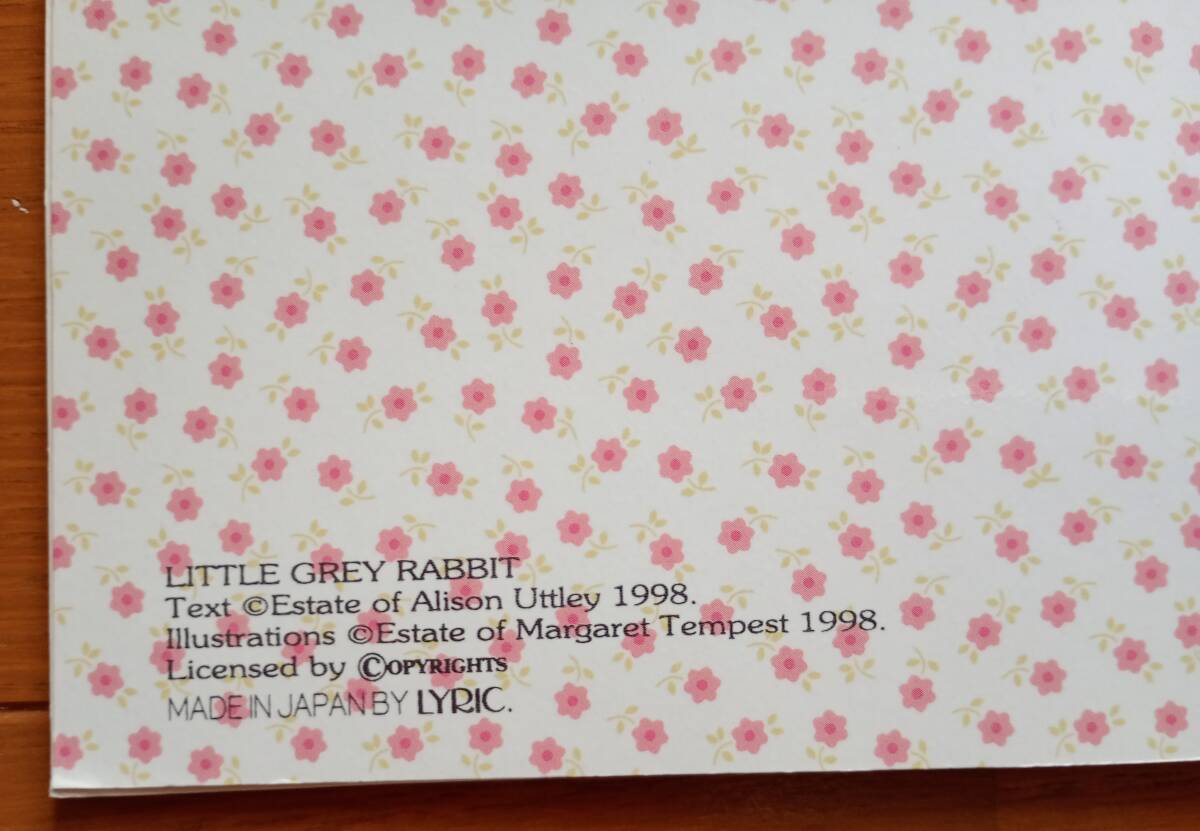 LITTLE GREY RABBIT
Text ©Estate of Alison Uttley 1998.
Illustrations ©Estate of Margaret Tempest 1998.
Licensed by ©OPYRIGHTS
MADE IN JAPAN BY LYRIC.